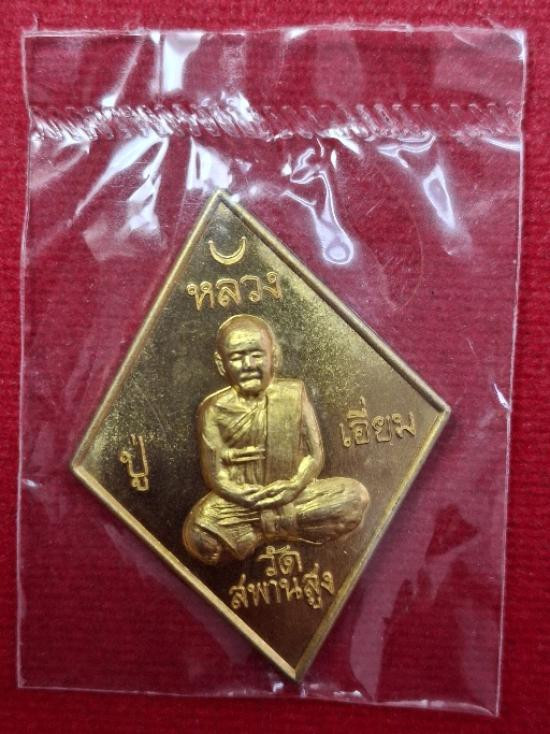 หลวง
ปู่
เอี่ยม
วัด
สพานสูง